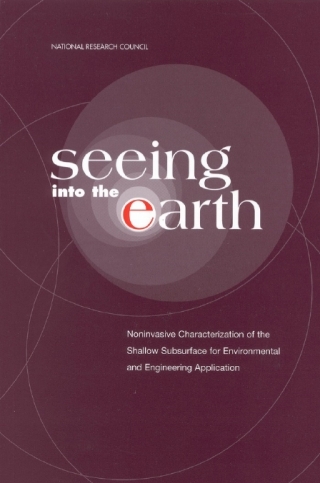 NATIONAL RESEARCH COUNCIL
seeing
into the
earth
Noninvasive Characterization of the
Shallow Subsurface for Environmental
and Engineering Application